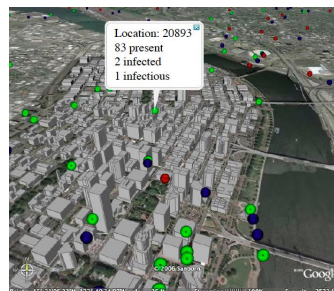 Location: 20893
83 present
2 infected
1 infectious
© 2006 Sanborn
Google